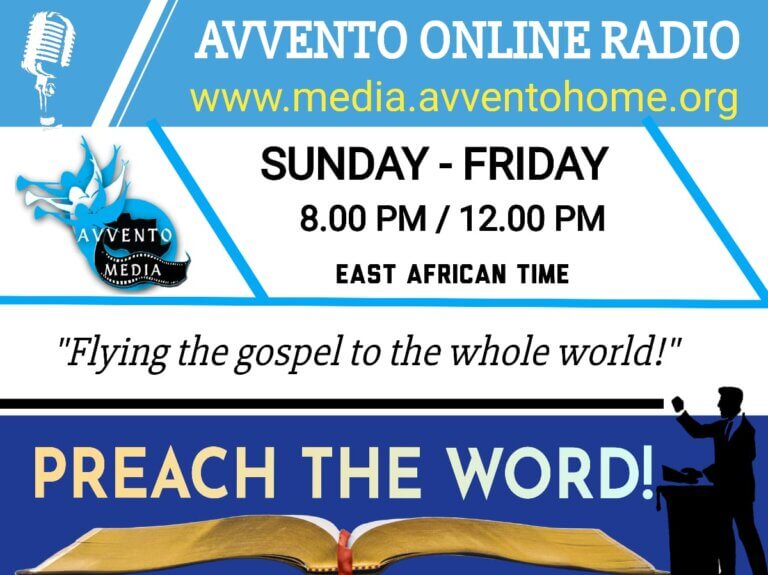 AVVENTO ONLINE RADIO
www.media.avventohome.org
AVVENTO
MEDIA
SUNDAY - FRIDAY
8.00 PM / 12.00 PM
EAST AFRICAN TIME
"Flying the gospel to the whole world!"
PREACH THE WORD!